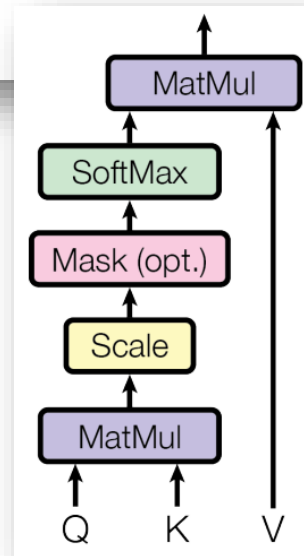 MatMul
SoftMax
Mask (opt.)
Scale
MatMul
Q K V